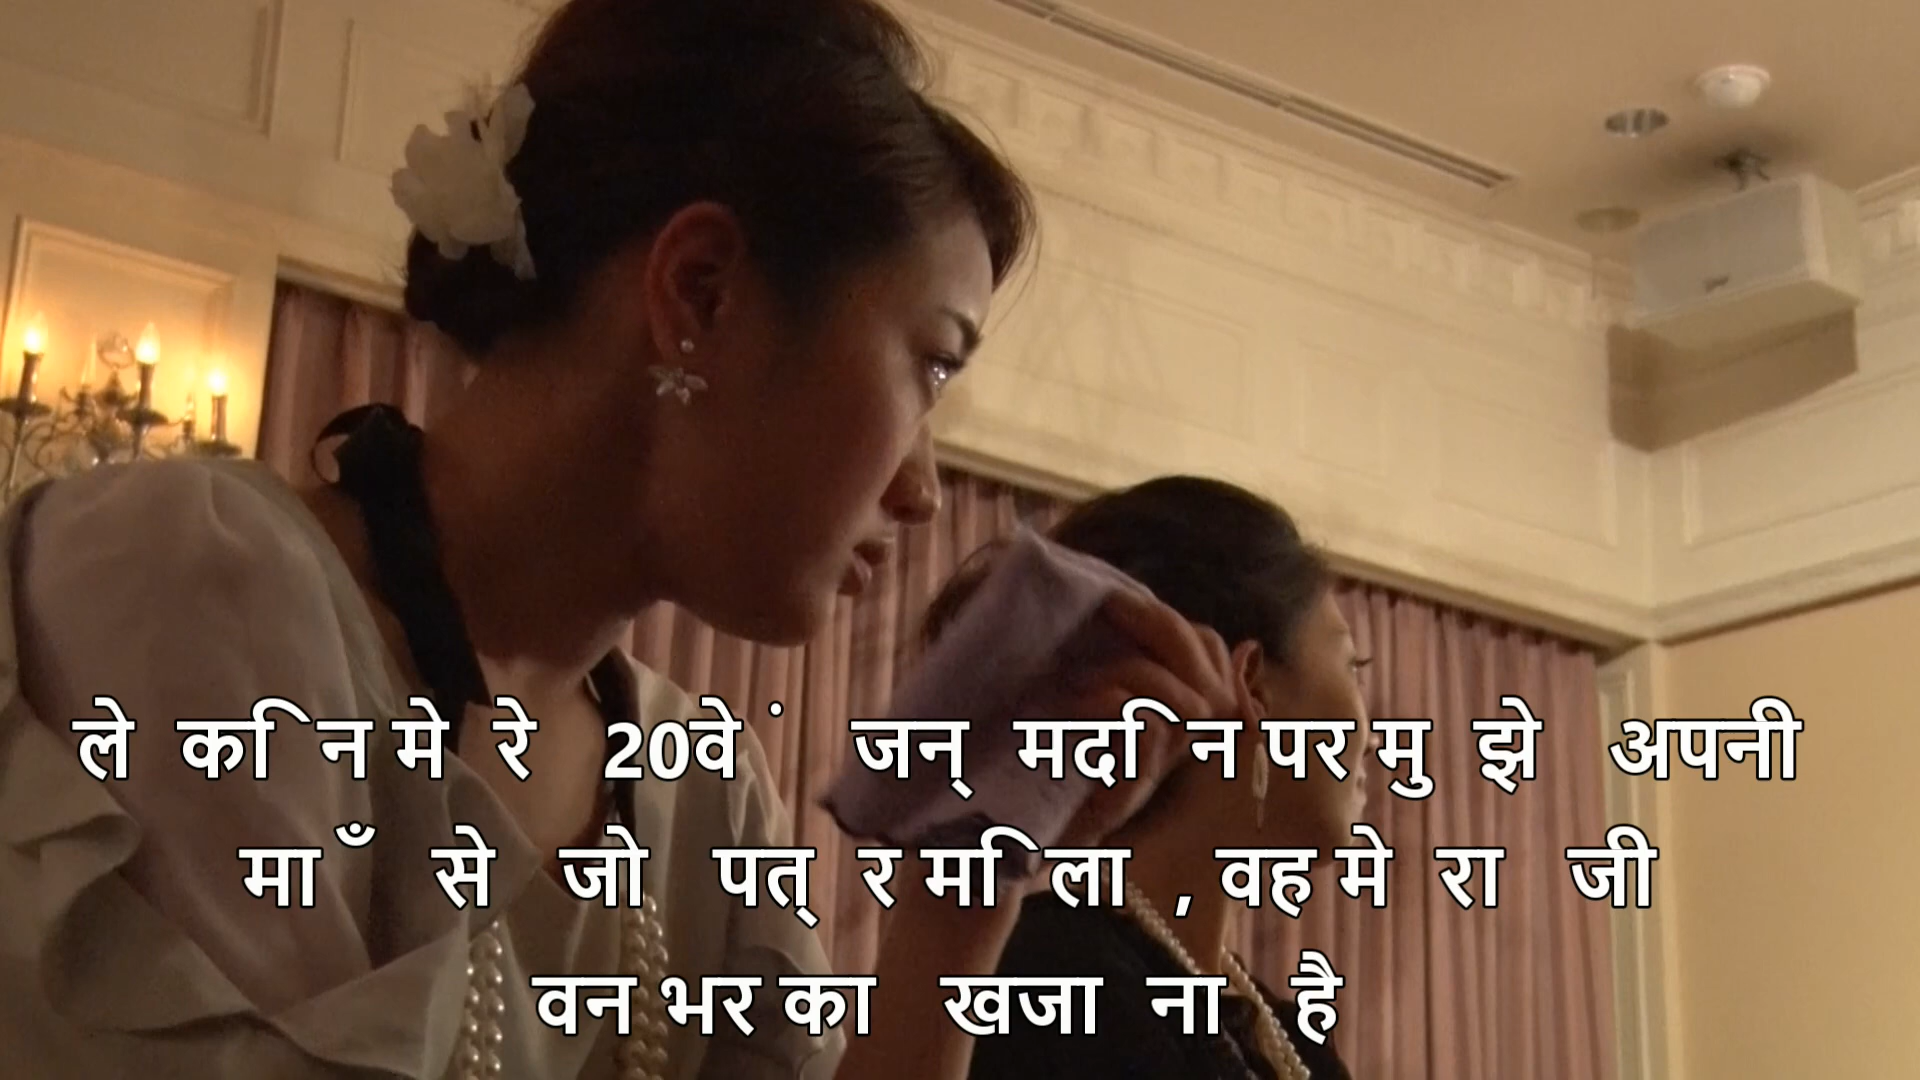 लेकिन मेरे 20वें जन्मदिन पर मुझे अपनी
माँ से जो पत्र मिला, वह मेरा जी
वन भर का खजाना है